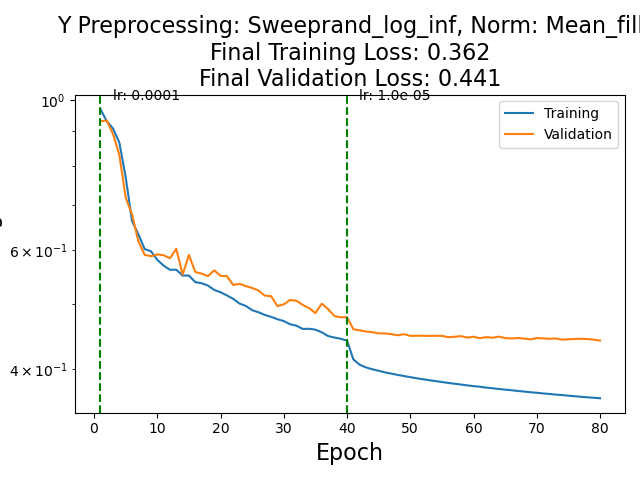 Y Preprocessing: Sweeprand_log_inf, Norm: Mean_fill
Final Training Loss: 0.362
Final Validation Loss: 0.441
lr: 0.0001
lr: 1.0e-05
Training
Validation
10⁰
6 × 10⁻¹
4 × 10⁻¹
0 10 20 30 40 50 60 70 80
Epoch